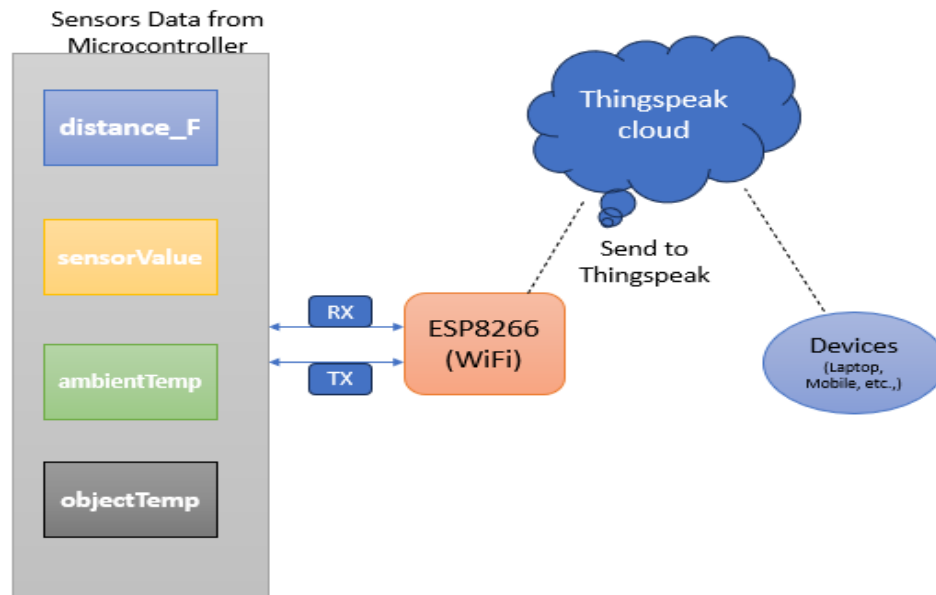 Sensors Data from
Microcontroller
distance_F
sensorValue
ambientTemp
objectTemp
RX
TX
ESP8266
(WiFi)
Thingspeak
cloud
Send to
Thingspeak
Devices
(Laptop,
Mobile, etc.,)